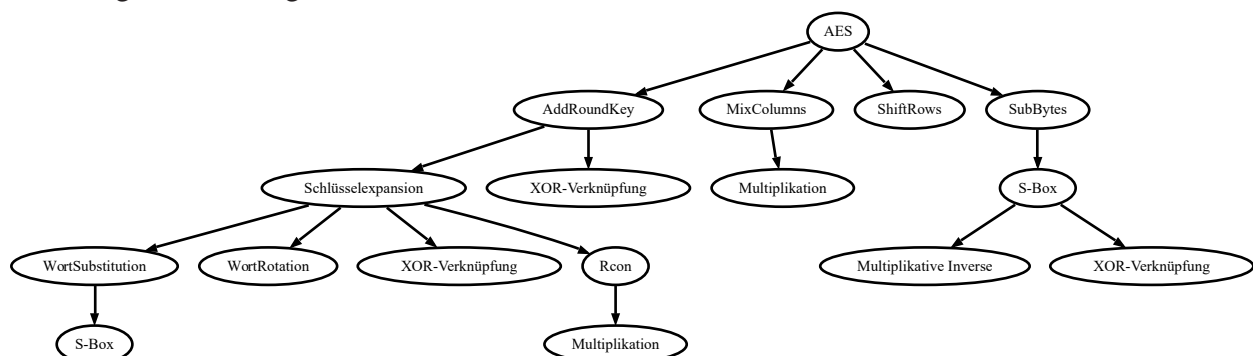 AES
AddRoundKey
MixColumns
ShiftRows
SubBytes
Schlüsselexpansion
XOR-Verknüpfung
Multiplikation
S-Box
WortSubstitution
WortRotation
XOR-Verknüpfung
Rcon
Multiplikative Inverse
XOR-Verknüpfung
S-Box
Multiplikation